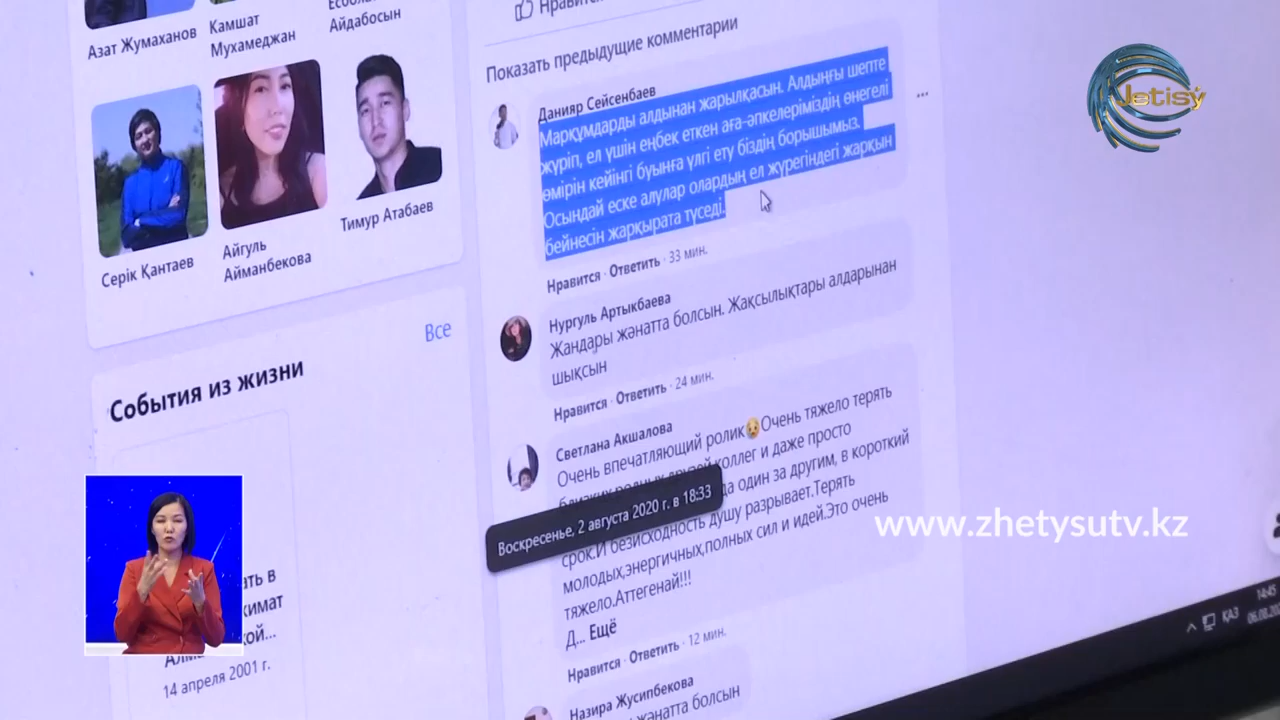 Азат Жумаханов
Камшат
Мухамеджан
Айдабосын
Серік Қантаев
Айгуль
Айманбекова
Тимур Атабаев
Все
События из жизни
14 апреля 2001 г.
Нравится
Показать предыдущие комментарии
Данияр Сейсенбаев
Марқұмдарды алдынан жарылқасын. Алдыңғы шепте
жүріп, ел үшін еңбек еткен аға-әпкелеріміздің өнегелі
өмірін кейінгі буынға үлгі ету біздің борышымыз.
Осындай еске алулар олардың ел жүрегіндегі жарқын
бейнесін жарқырата түседі.
Нравится · Ответить · 33 мин.
Нургуль Артыкбаева
Жандары жәнатта болсын. Жақсылықтары алдарынан
шықсын
Нравится · Ответить · 24 мин.
Светлана Акшалова
Очень впечатляющий ролик😢Очень тяжело терять
коллег и даже просто
один за другим, в короткий
Воскресенье, 2 августа 2020 г. в 18:33
срок.И безисходность душу разрывает.Терять
молодых,энергичных,полных сил и идей.Это очень
тяжело.Аттегенай!!!
Д... Ещё
Нравится · Ответить · 12 мин.
Назира Жусипбекова
жәнатта болсын
Jetisý
www.zhetysutv.kz
ҚАЗ
14:45